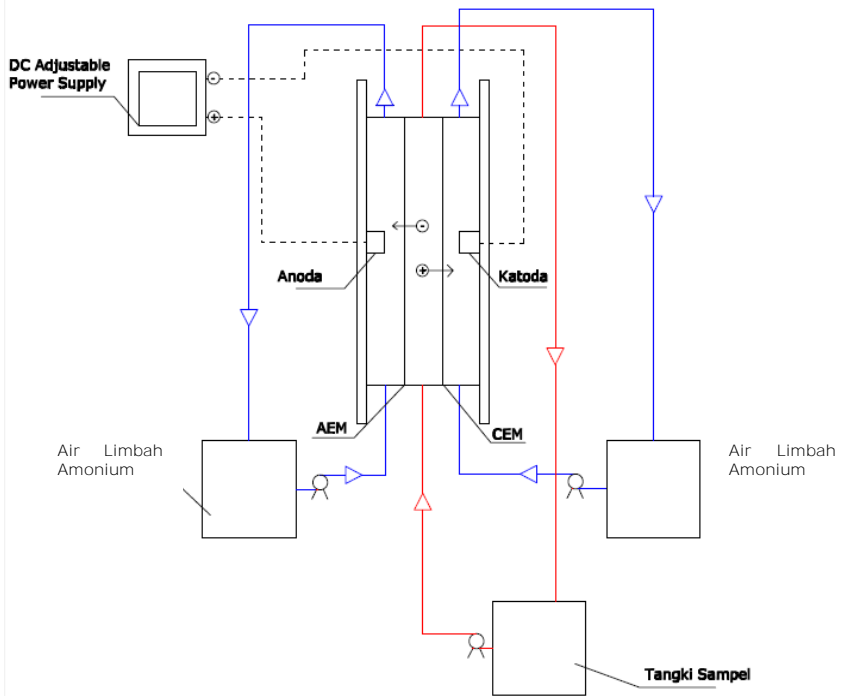 DC Adjustable
Power Supply
-
+
-
+
Anoda
Katoda
AEM
CEM
Air Limbah
Amonium
Air Limbah
Amonium
Tangki Sampel